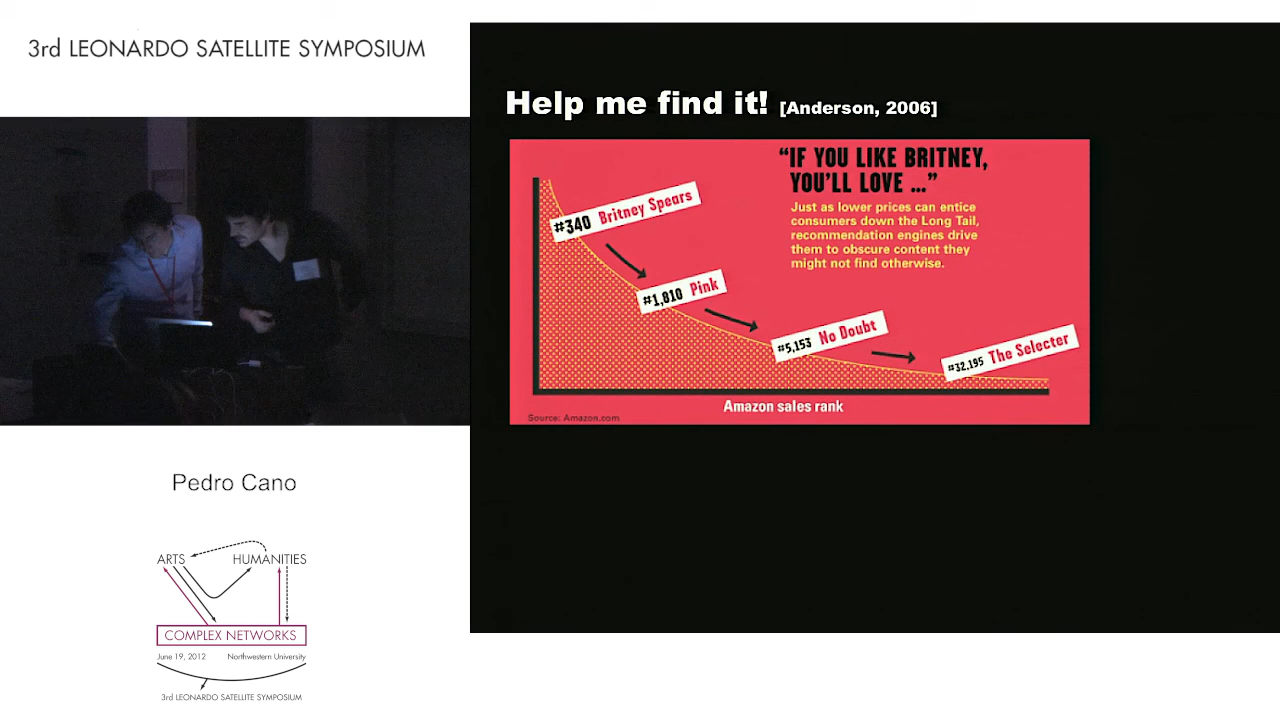 3rd LEONARDO SATELLITE SYMPOSIUM
Help me find it! [Anderson, 2006]
“IF YOU LIKE BRITNEY,
YOU’LL LOVE ...”
Just as lower prices can entice
consumers down the Long Tail,
recommendation engines drive
them to obscure content they
might not find otherwise.
#340 Britney Spears
#1,810 Pink
#5,153 No Doubt
#32,195 The Selecter
Amazon sales rank
Source: Amazon.com
Pedro Cano
ARTS HUMANITIES
COMPLEX NETWORKS
June 19, 2012 Northwestern University
3rd LEONARDO SATELLITE SYMPOSIUM